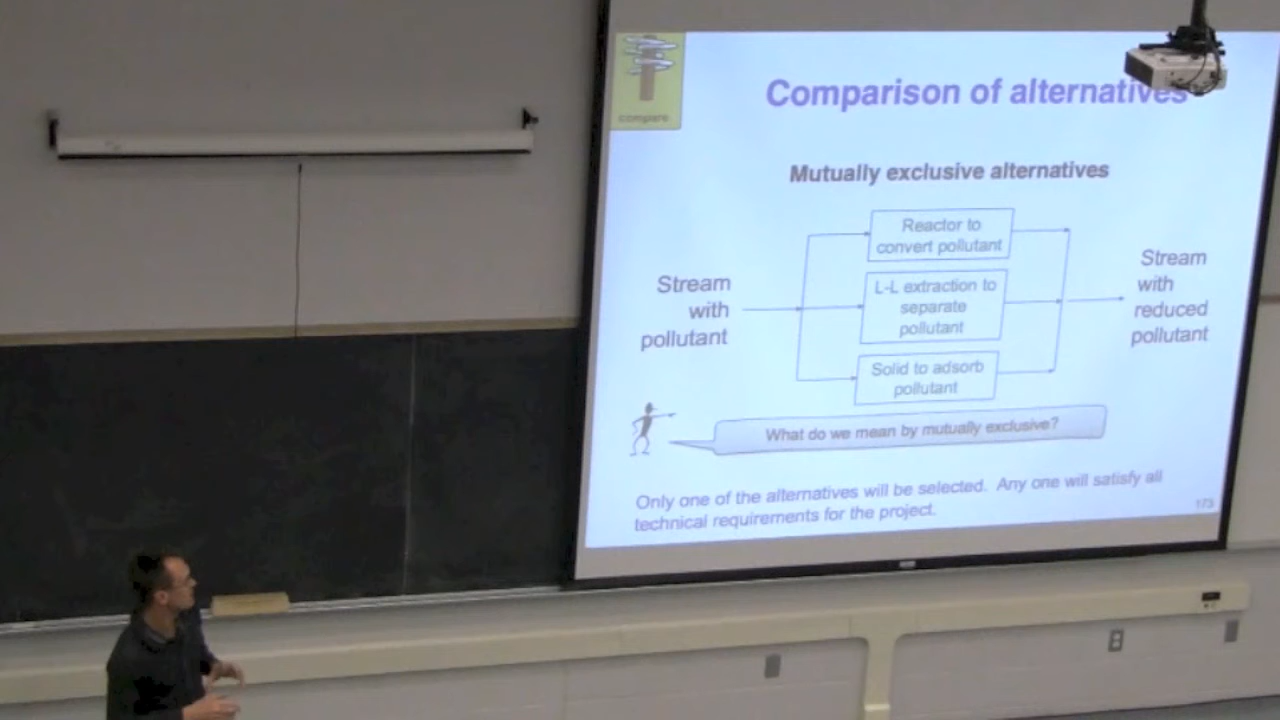 compare
Comparison of alternatives
Mutually exclusive alternatives
Stream
with
pollutant
Reactor to
convert pollutant
L-L extraction to
separate
pollutant
Solid to adsorb
pollutant
Stream
with
reduced
pollutant
What do we mean by mutually exclusive?
Only one of the alternatives will be selected. Any one will satisfy all
technical requirements for the project.
173